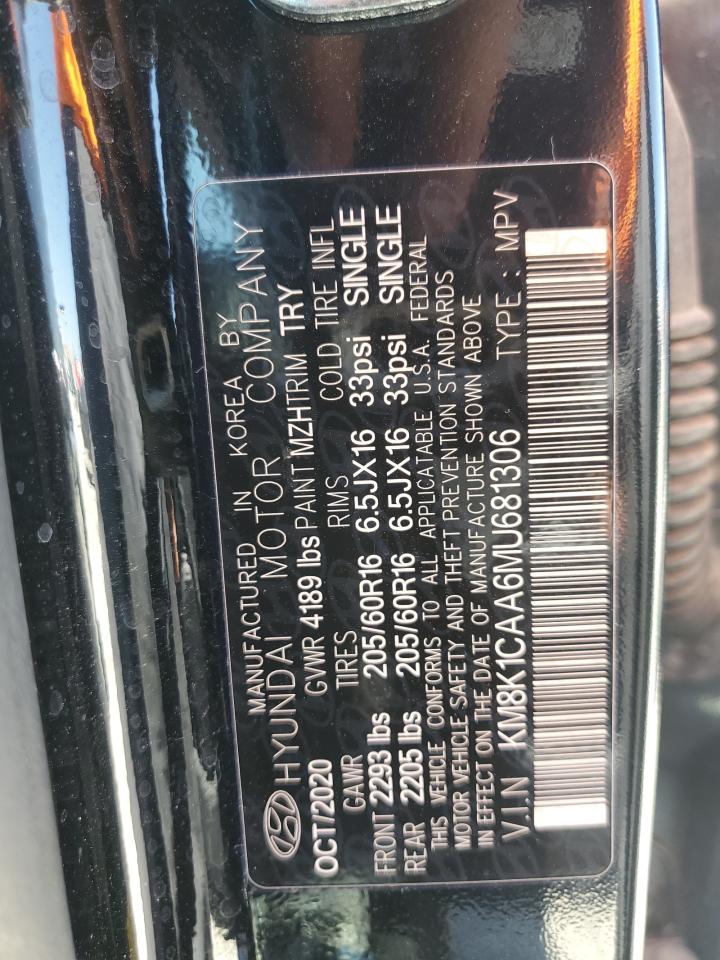 MANUFACTURED IN KOREA BY
HYUNDAI MOTOR COMPANY
OCT/2020 GVWR 4189 lbs PAINT MZH TRIM TRY
GAWR TIRES RIMS COLD TIRE INFL
FRONT 2293 lbs 205/60R16 6.5JX16 33psi SINGLE
REAR 2205 lbs 205/60R16 6.5JX16 33psi SINGLE
THIS VEHICLE CONFORMS TO ALL APPLICATABLE U.S.A. FEDERAL
MOTOR VEHICLE SAFETY AND THEFT PREVENTION STANDARDS
IN EFFECT ON THE DATE OF MANUFACTURE SHOWN ABOVE
V.I.N KM8K1CAA6MU681306 TYPE : MPV